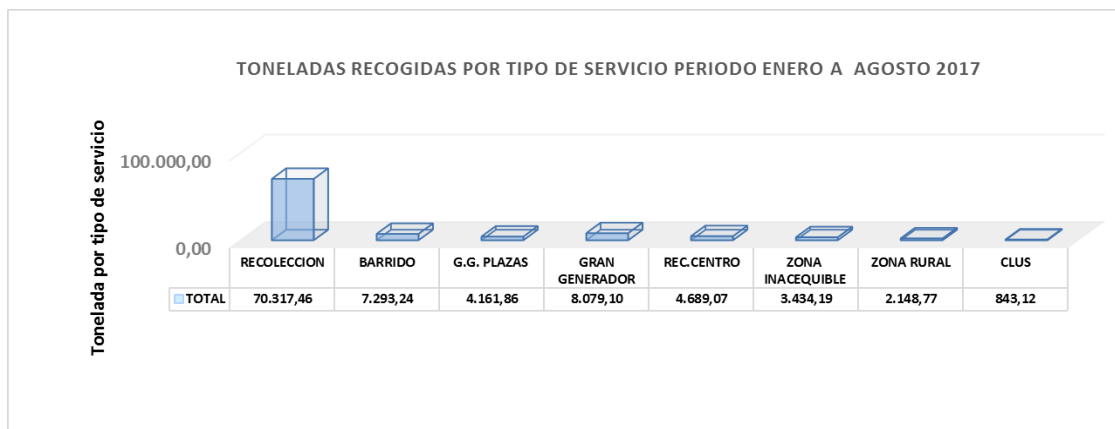 TONELADAS RECOGIDAS POR TIPO DE SERVICIO PERIODO ENERO A AGOSTO 2017
Tonelada por tipo de servicio
100.000,00
0,00
RECOLECCION BARRIDO G.G. PLAZAS GRAN GENERADOR REC.CENTRO ZONA INACEQUIBLE ZONA RURAL CLUS
TOTAL 70.317,46 7.293,24 4.161,86 8.079,10 4.689,07 3.434,19 2.148,77 843,12